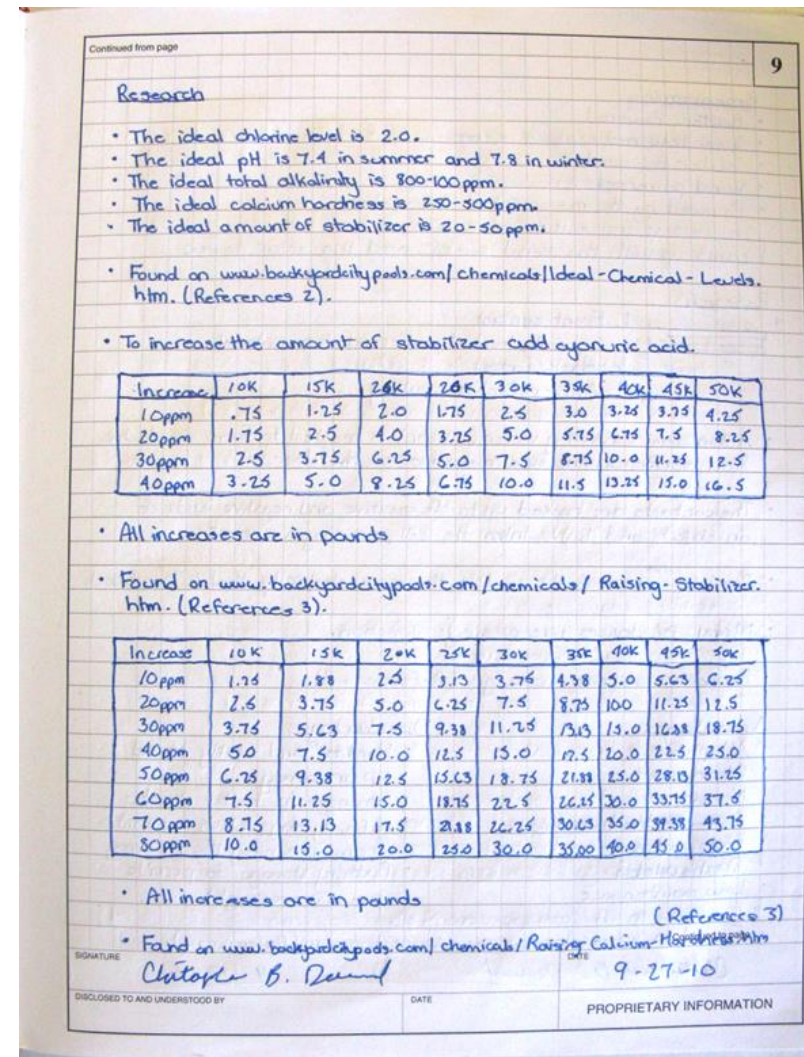 Continued from page
9
Research
• The ideal chlorine level is 2.0.
• The ideal pH is 7.4 in summer and 7.8 in winter.
• The ideal total alkalinity is 800-100ppm.
• The ideal calcium hardness is 250-500ppm.
• The ideal amount of stabilizer is 20-50ppm.
• Found on www.backyardcitypools.com/chemicals/Ideal-Chemical-Levels.
htm. (References 2).
• To increase the amount of stabilizer add cyanuric acid.
Increase 10K 15K 20K 30K 35K 40K 45K 50K
10ppm .75 1.25 2.0 1.75 2.5 3.0 3.25 3.75 4.25
20ppm 1.75 2.5 4.0 3.25 5.0 5.75 6.75 7.5 8.25
30ppm 2.5 3.75 6.25 5.0 7.5 8.75 10.0 11.25 12.5
40ppm 3.25 5.0 8.25 6.75 10.0 11.5 13.25 15.0 16.5
• All increases are in pounds
• Found on www.backyardcitypools.com/chemicals/Raising-Stabilizer.
htm. (References 3).
Increase 10K 15K 20K 25K 30K 35K 40K 45K 50K
10ppm 1.25 1.88 2.5 3.13 3.75 4.38 5.0 5.63 6.25
20ppm 2.5 3.75 5.0 6.25 7.5 8.75 100 11.25 12.5
30ppm 3.75 5.63 7.5 9.38 11.25 13.13 15.0 16.88 18.75
40ppm 5.0 7.5 10.0 12.5 15.0 17.5 20.0 22.5 25.0
50ppm 6.25 9.38 12.5 15.63 18.75 21.88 25.0 28.13 31.25
60ppm 7.5 11.25 15.0 18.75 22.5 26.25 30.0 33.75 37.5
70ppm 8.75 13.13 17.5 21.88 26.25 30.63 35.0 39.38 43.75
80ppm 10.0 15.0 20.0 25.0 30.0 35.00 40.0 45.0 50.0
• All increases are in pounds
(References 3)
• Found on www.backyardcitypools.com/chemicals/Raising Calcium-Hardness.htm
Continued to page
SIGNATURE
DATE
B.
9-27-10
DISCLOSED TO AND UNDERSTOOD BY
DATE
PROPRIETARY INFORMATION